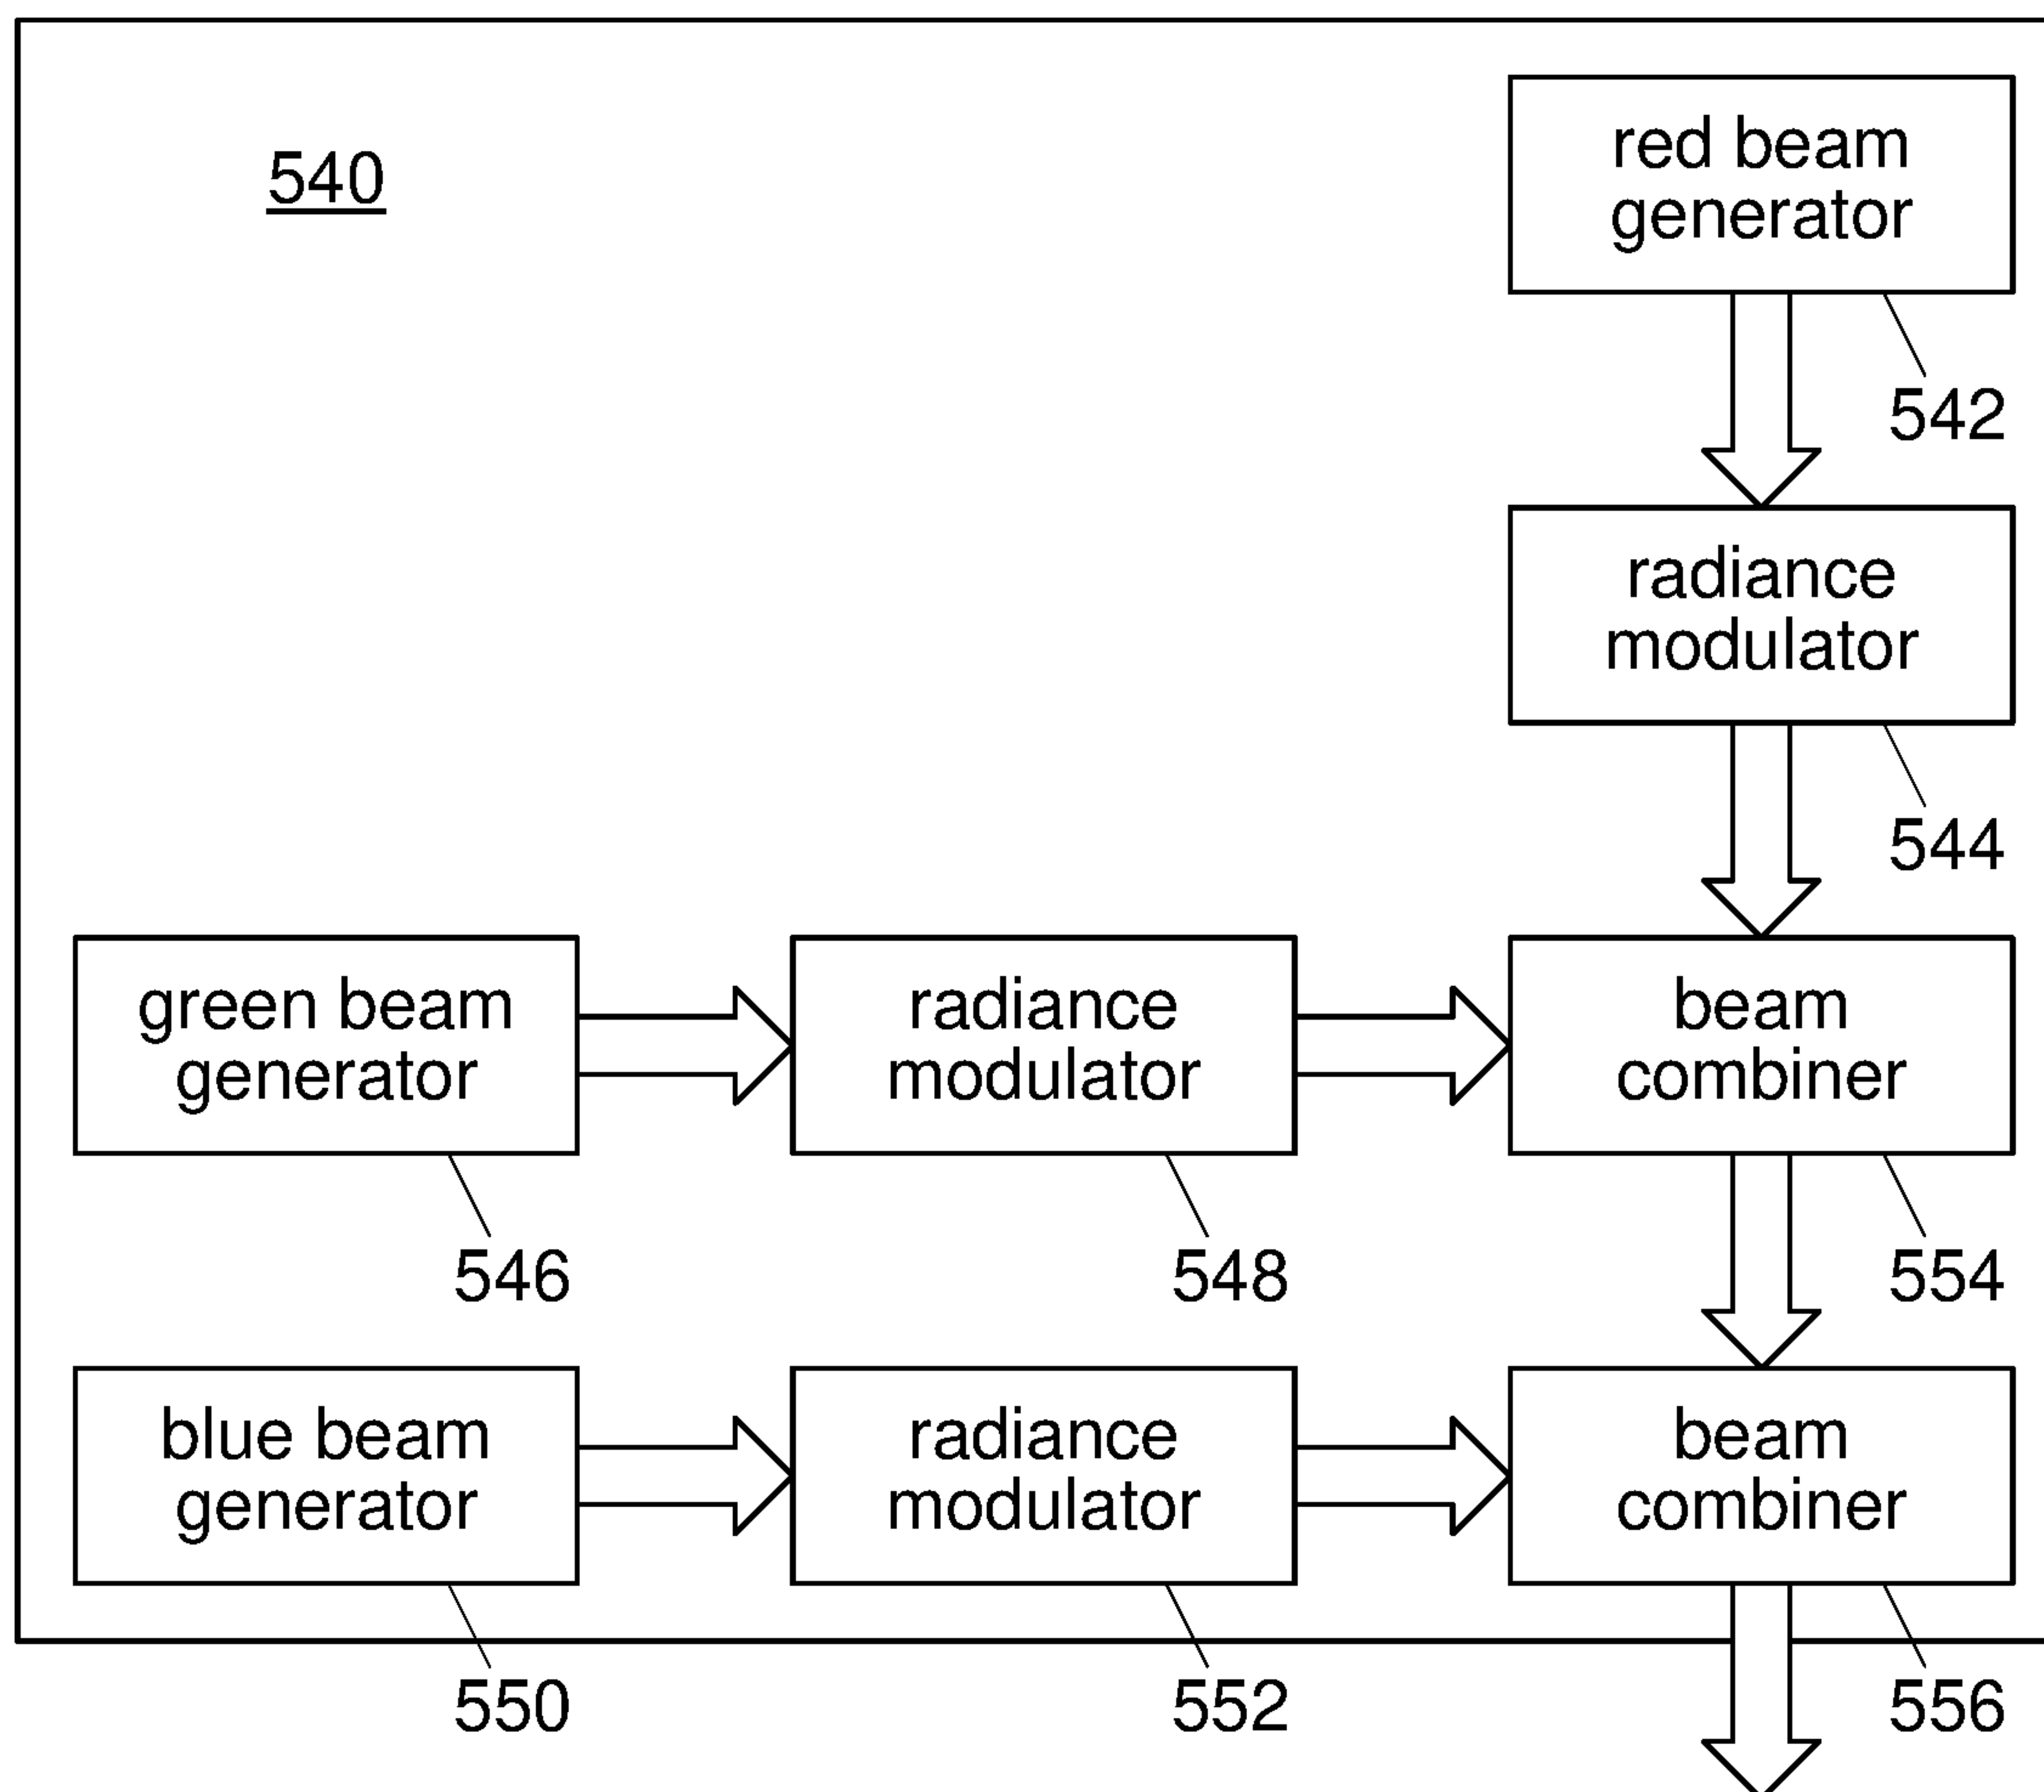 540
red beam
generator
542
radiance
modulator
544
green beam
generator
546
radiance
modulator
548
beam
combiner
554
blue beam
generator
550
radiance
modulator
552
beam
combiner
556